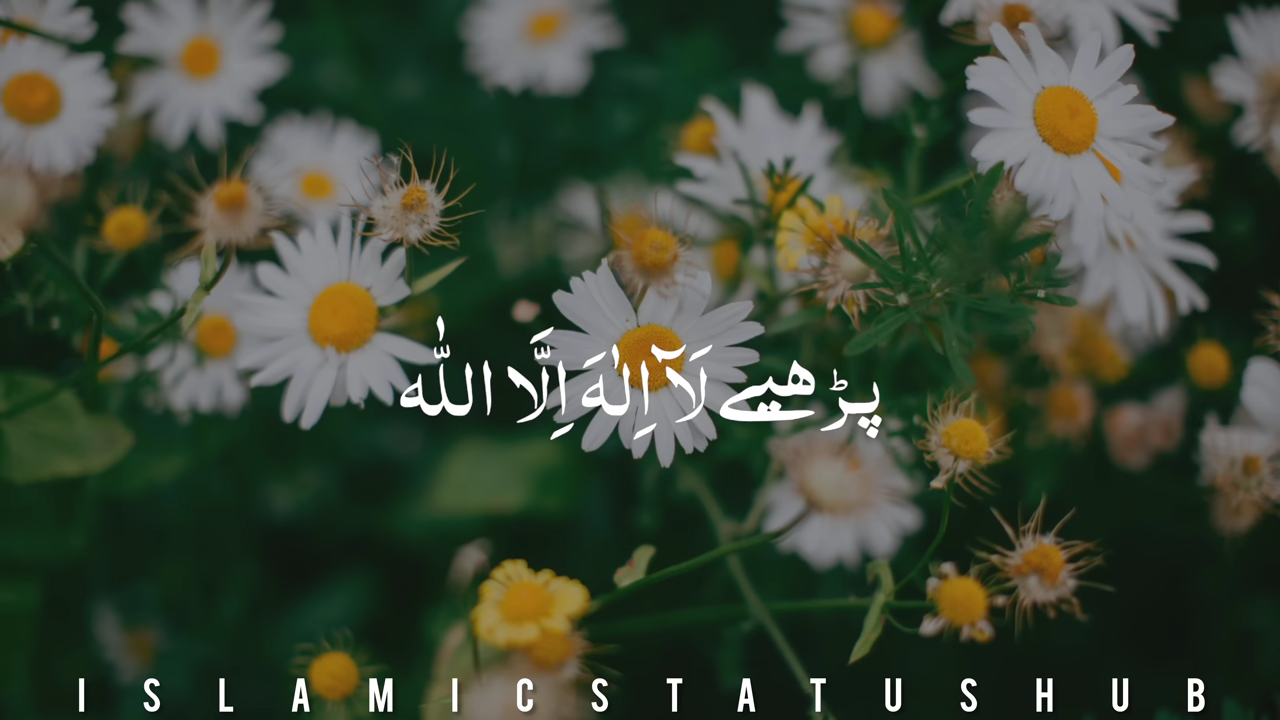 پڑھیے لَآ اِلٰهَ اِلَّا اللّٰه
ISLAMICSTATUSHUB